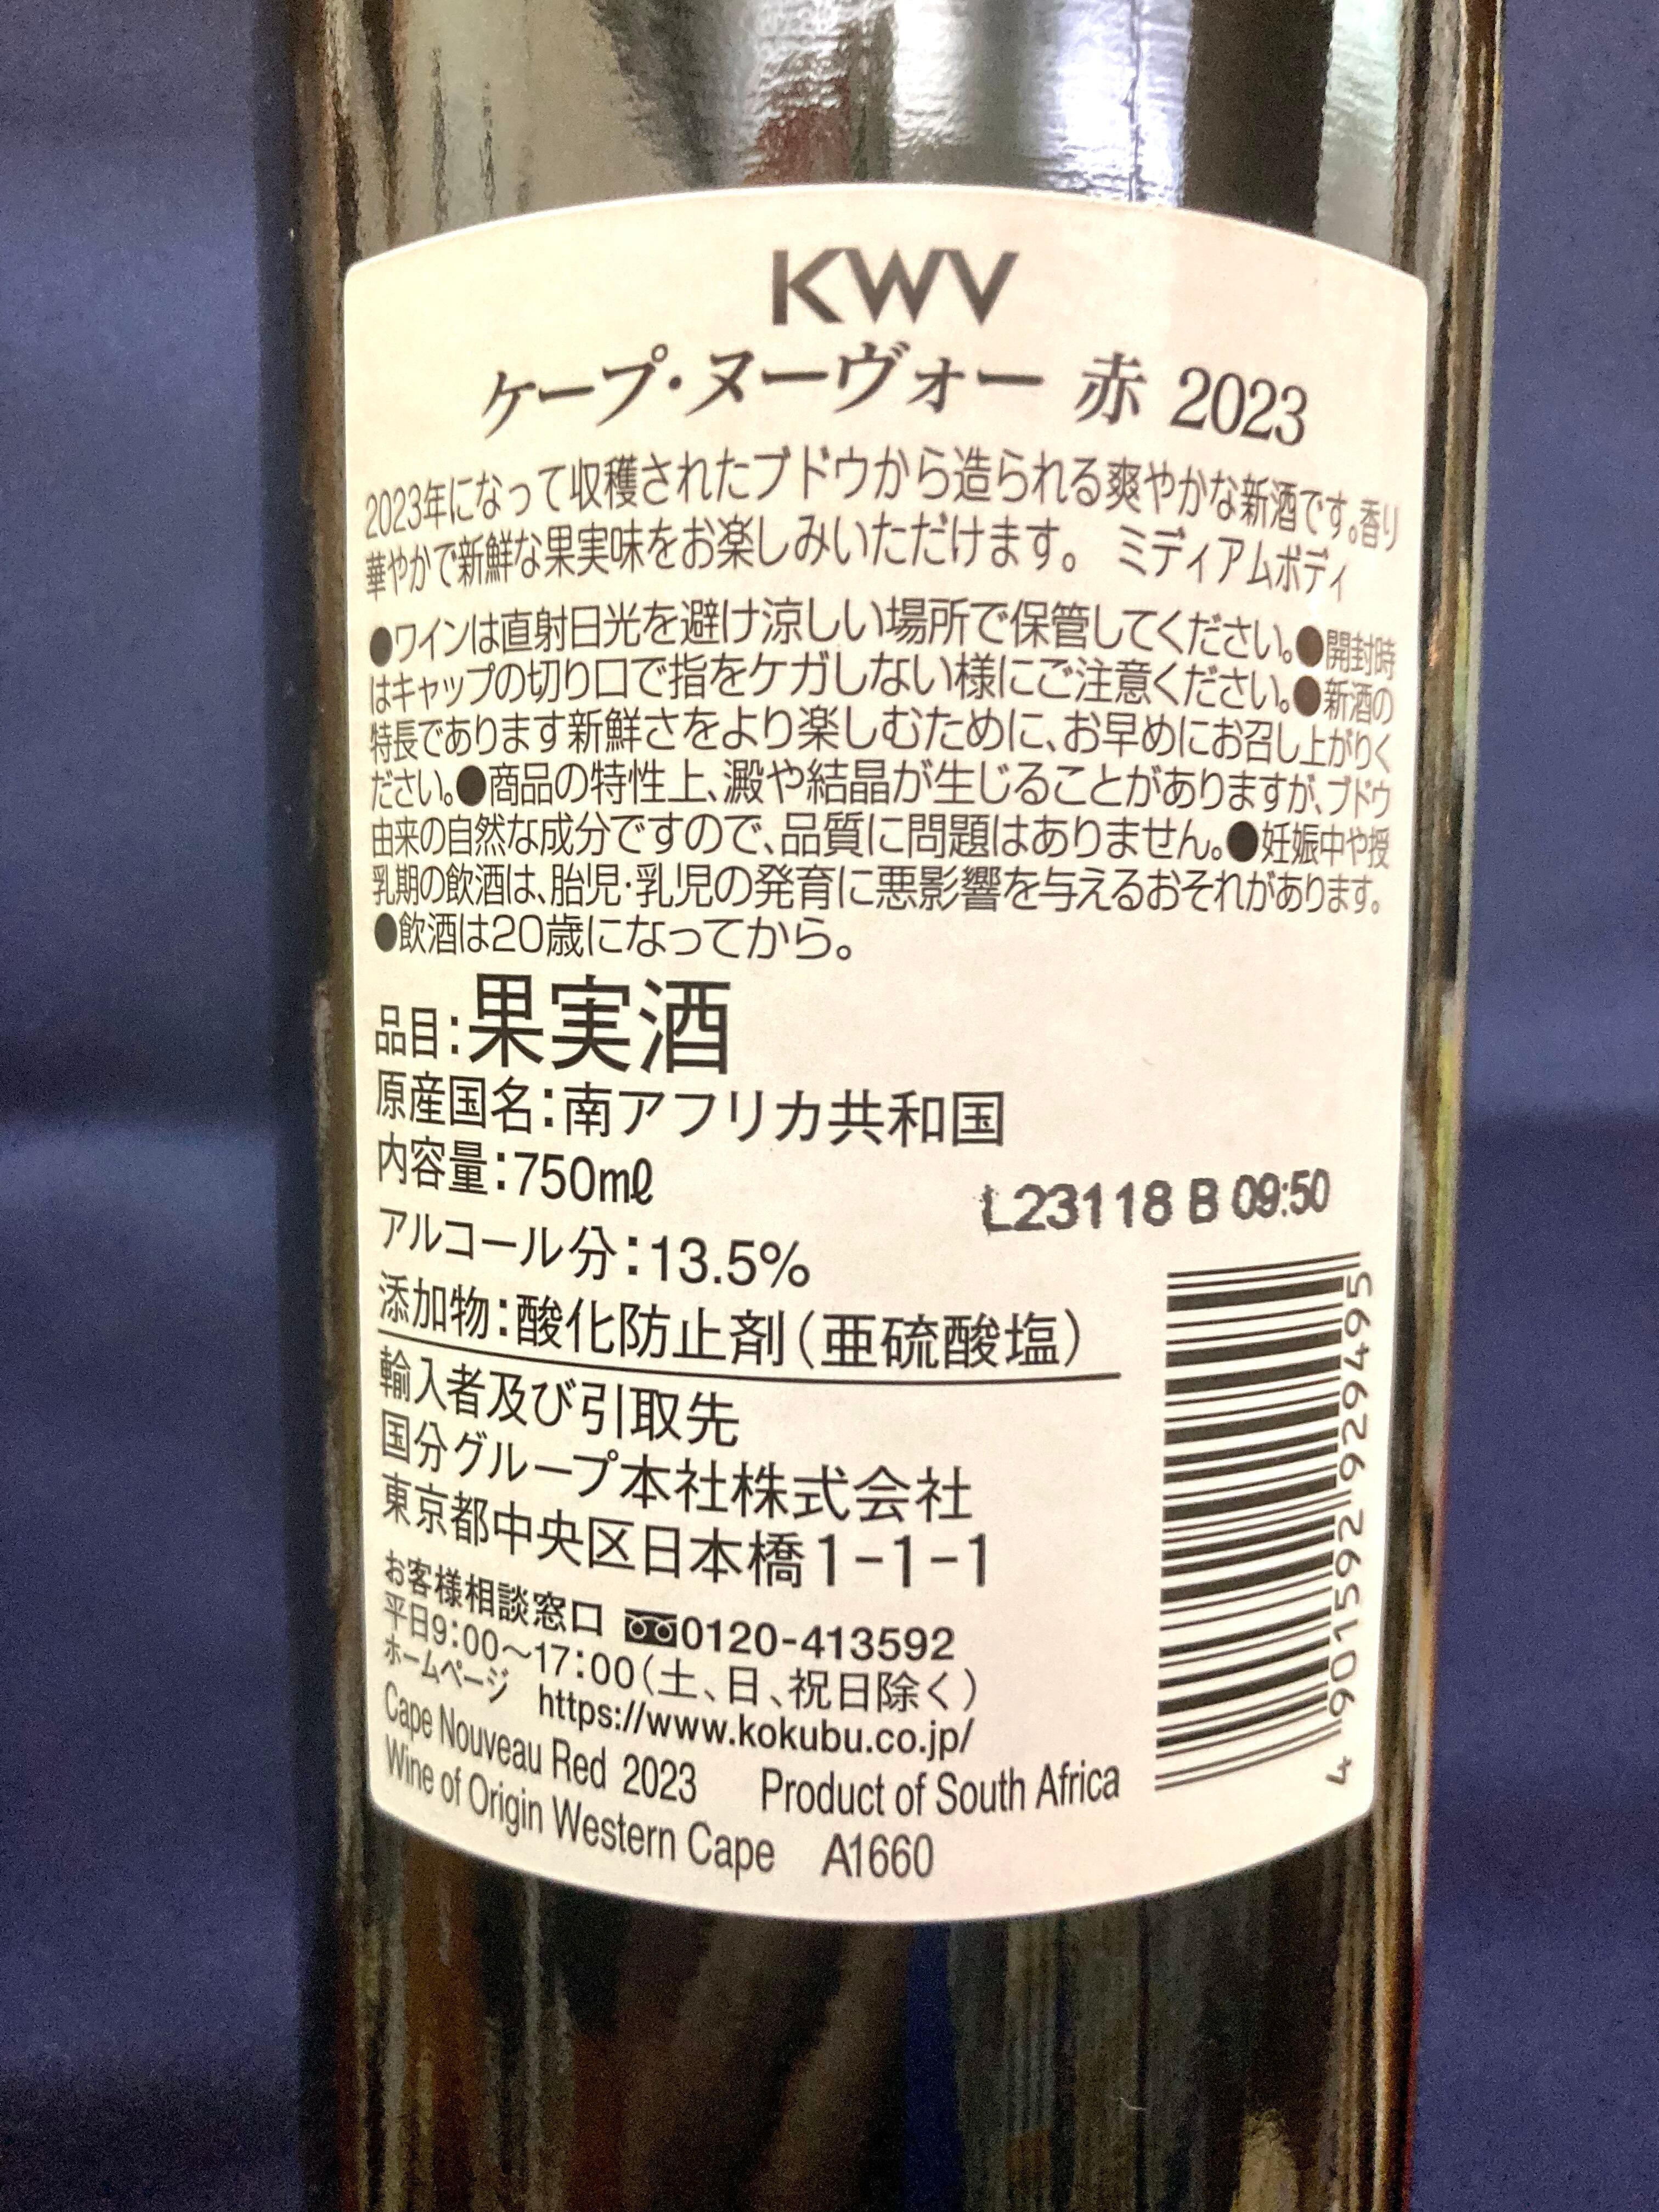 KWV
ケープ・ヌーヴォー 赤 2023
2023年になって収穫されたブドウから造られる爽やかな新酒です。香り
華やかで新鮮な果実味をお楽しみいただけます。 ミディアムボディ
●ワインは直射日光を避け涼しい場所で保管してください。●開封時
はキャップの切り口で指をケガしない様にご注意ください。●新酒の
特長であります新鮮さをより楽しむために、お早めにお召し上がりく
ださい。●商品の特性上、澱や結晶が生じることがありますが、ブドウ
由来の自然な成分ですので、品質に問題はありません。●妊娠中や授
乳期の飲酒は、胎児・乳児の発育に悪影響を与えるおそれがあります。
●飲酒は20歳になってから。
品目:果実酒
原産国名:南アフリカ共和国
内容量:750mℓ
L23118 B 09:50
アルコール分:13.5%
添加物:酸化防止剤(亜硫酸塩)
輸入者及び引取先
国分グループ本社株式会社
東京都中央区日本橋1-1-1
お客様相談窓口 0120-413592
平日9:00〜17:00(土、日、祝日除く)
ホームページ https://www.kokubu.co.jp/
Cape Nouveau Red 2023 Product of South Africa
Wine of Origin Western Cape A1660
4 901592 929495